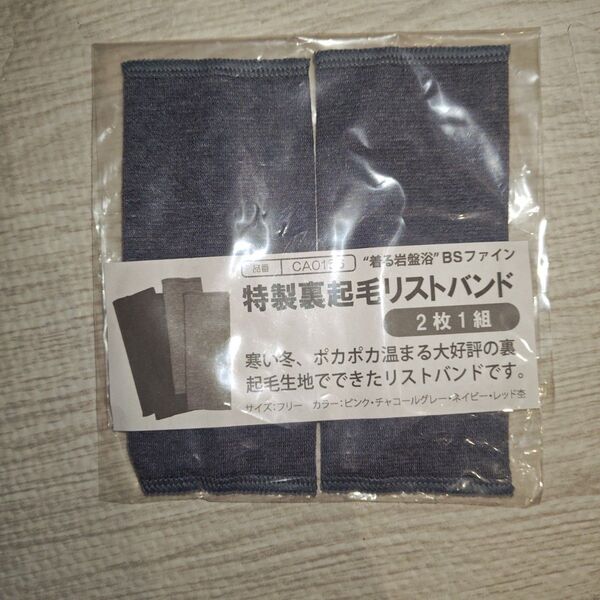 品番 CA01
"着る岩盤浴"BSファイン
特製裏起毛リストバンド
2枚1組
寒い冬、ポカポカ温まる大好評の裏
起毛生地でできたリストバンドです。
サイズ:フリー カラー:ピンク・チャコールグレー・ネイビー・レッド杢